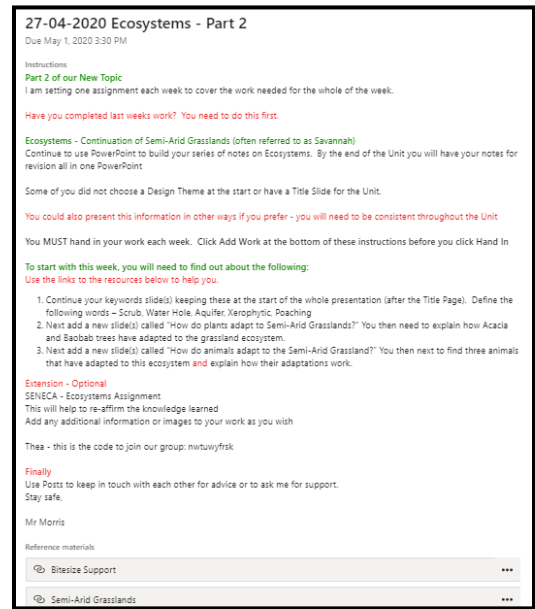 27-04-2020 Ecosystems - Part 2
Due May 1, 2020 3:30 PM
Instructions
Part 2 of our New Topic
I am setting one assignment each week to cover the work needed for the whole of the week.
Have you completed last weeks work? You need to do this first.
Ecosystems - Continuation of Semi-Arid Grasslands (often referred to as Savannah)
Continue to use PowerPoint to build your series of notes on Ecosystems. By the end of the Unit you will have your notes for
revision all in one PowerPoint
Some of you did not choose a Design Theme at the start or have a Title Slide for the Unit.
You could also present this information in other ways if you prefer - you will need to be consistent throughout the Unit
You MUST hand in your work each week. Click Add Work at the bottom of these instructions before you click Hand In
To start with this week, you will need to find out about the following:
Use the links to the resources below to help you.
1. Continue your keywords slide(s) keeping these at the start of the whole presentation (after the Title Page). Define the
following words – Scrub, Water Hole, Aquifer, Xerophytic, Poaching
2. Next add a new slide(s) called "How do plants adapt to Semi-Arid Grasslands?" You then need to explain how Acacia
and Baobab trees have adapted to the grassland ecosystem.
3. Next add a new slide(s) called "How do animals adapt to the Semi-Arid Grassland?" You then next to find three animals
that have adapted to this ecosystem and explain how their adaptations work.
Extension - Optional
SENECA - Ecosystems Assignment
This will help to re-affirm the knowledge learned
Add any additional information or images to your work as you wish
Thea - this is the code to join our group: nwtuwyfrsk
Finally
Use Posts to keep in touch with each other for advice or to ask me for support.
Stay safe,
Mr Morris
Reference materials
Bitesize Support
Semi-Arid Grasslands